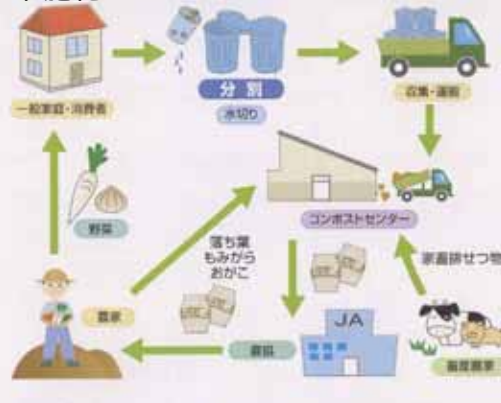 分別
水切り
一般家庭・消費者
収集・運搬
コンポストセンター
野菜
落ち葉
もみがら
おがこ
家畜排せつ物
農家
農協
JA
畜産農家